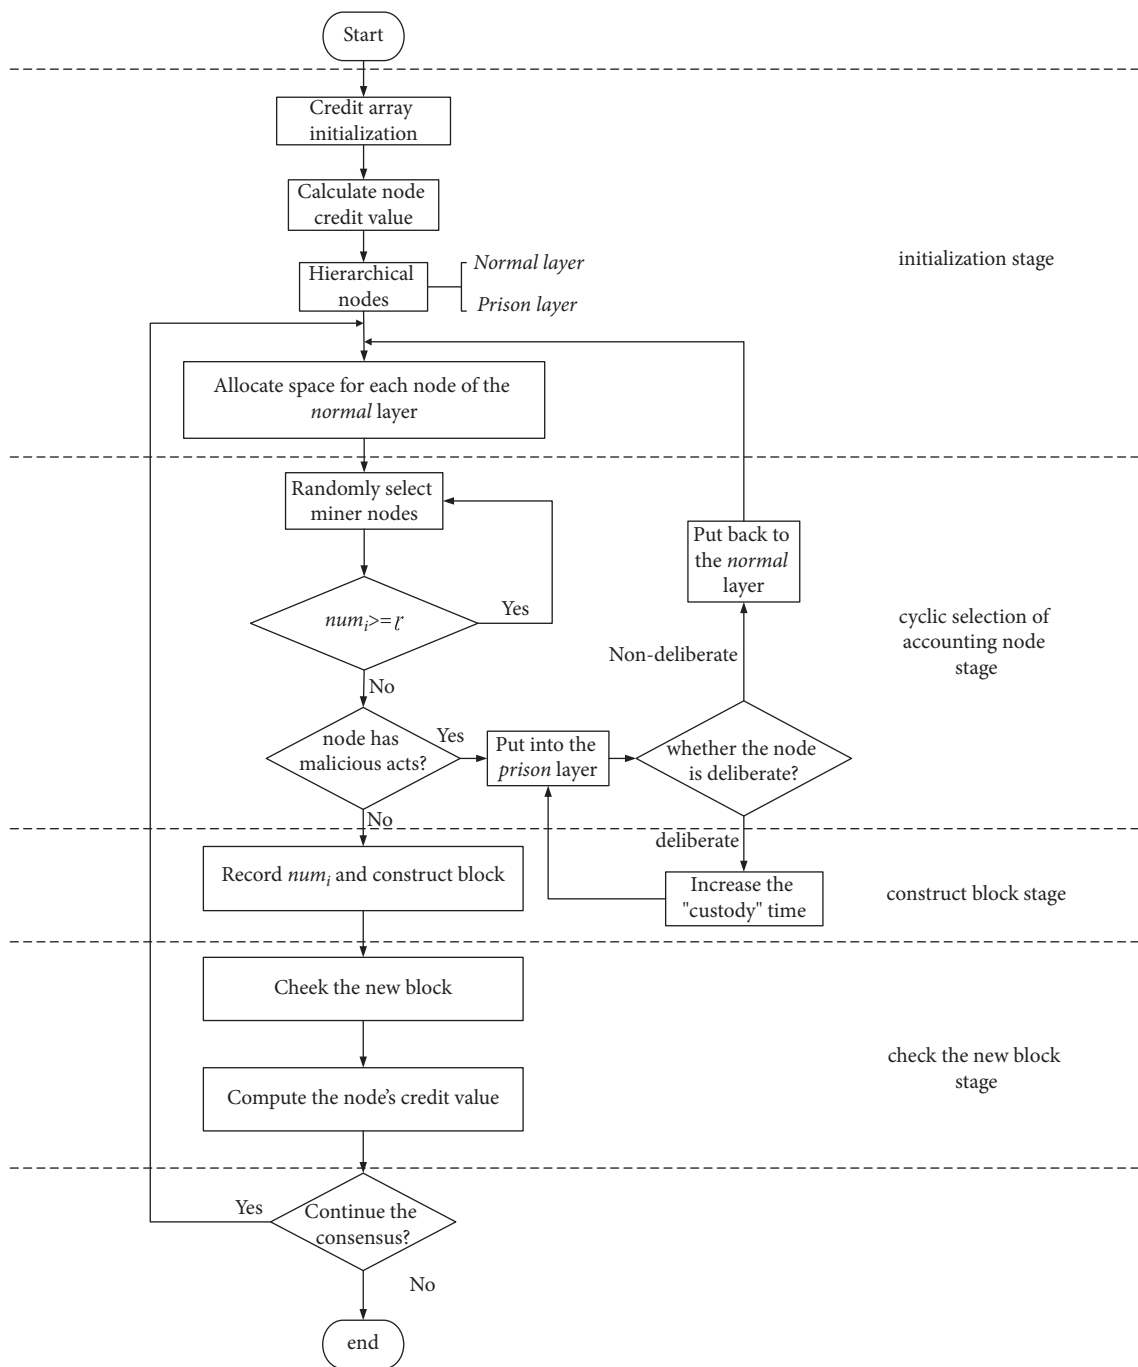 Start
Credit array
initialization
Calculate node
credit value
Hierarchical
nodes
Normal layer
Prison layer
initialization stage
Allocate space for each node of the
normal layer
Randomly select
miner nodes
Put back to
the normal
layer
numᵢ>=ɽ
Yes
No
Non-deliberate
cyclic selection of
accounting node
stage
node has
malicious acts?
Yes
No
Put into the
prison layer
whether the node
is deliberate?
deliberate
Record numᵢ and construct block
Increase the
"custody" time
construct block stage
Cheek the new block
Compute the node’s credit value
check the new block
stage
Continue the
consensus?
Yes
No
end